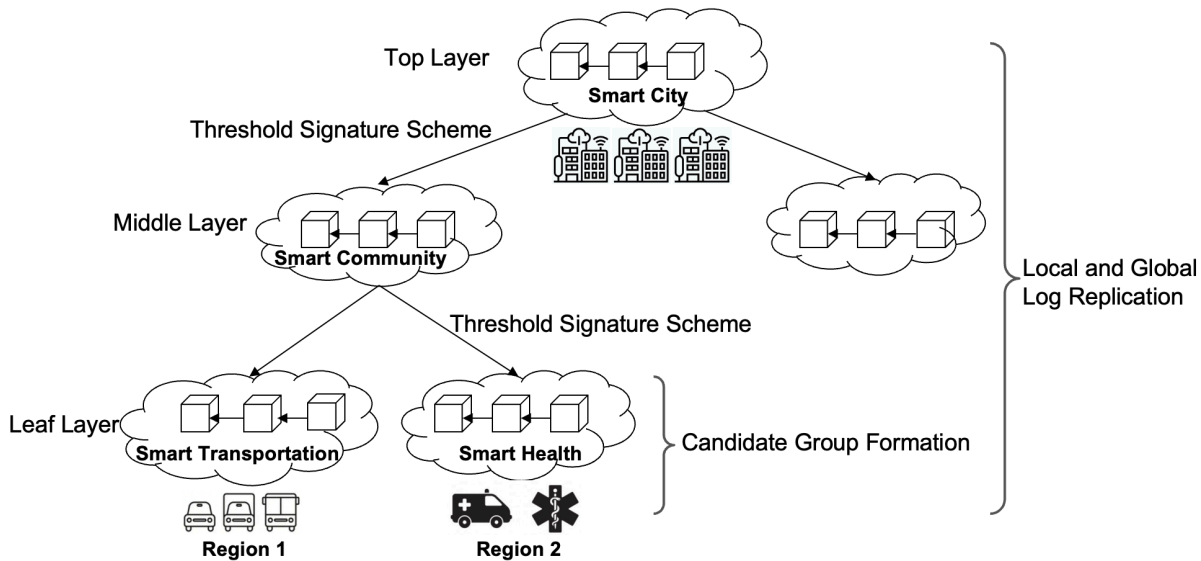 Top Layer
Smart City
Threshold Signature Scheme
Middle Layer
Smart Community
Local and Global
Log Replication
Threshold Signature Scheme
Leaf Layer
Smart Transportation
Smart Health
Candidate Group Formation
Region 1
Region 2